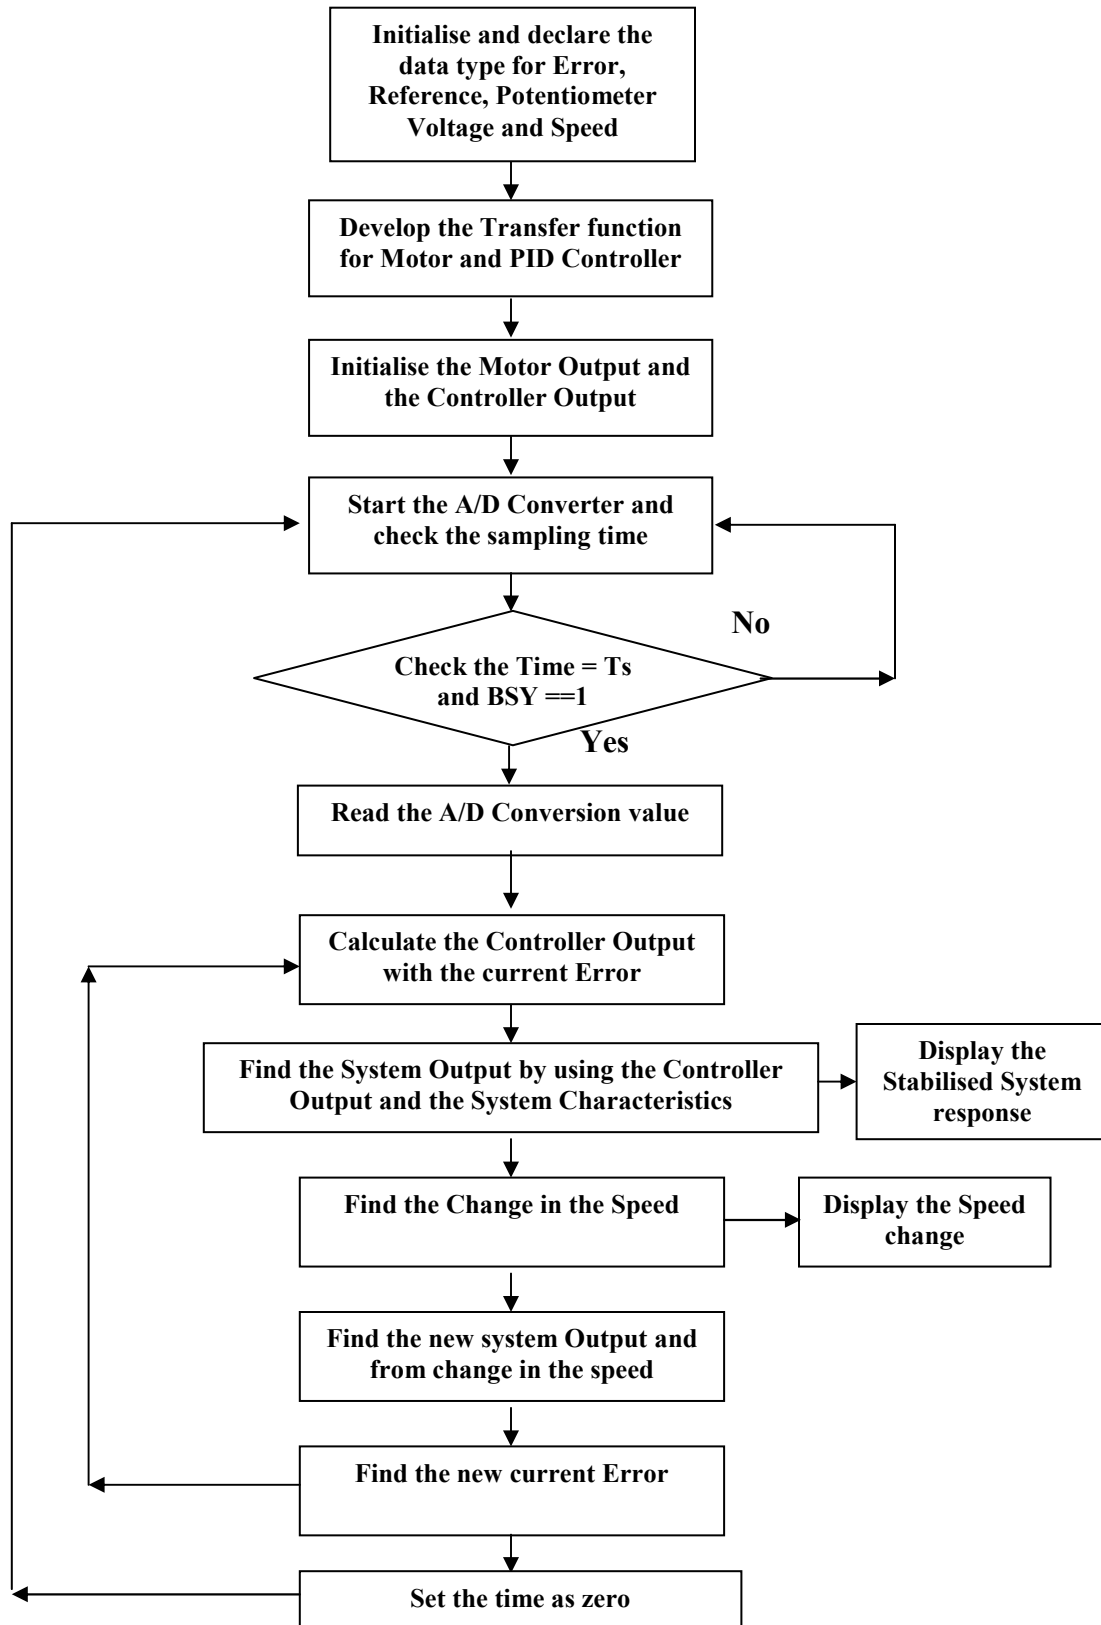 Initialise and declare the
data type for Error,
Reference, Potentiometer
Voltage and Speed
Develop the Transfer function
for Motor and PID Controller
Initialise the Motor Output and
the Controller Output
Start the A/D Converter and
check the sampling time
No
Check the Time = Ts
and BSY ==1
Yes
Read the A/D Conversion value
Calculate the Controller Output
with the current Error
Find the System Output by using the Controller
Output and the System Characteristics
Display the
Stabilised System
response
Find the Change in the Speed
Display the Speed
change
Find the new system Output and
from change in the speed
Find the new current Error
Set the time as zero